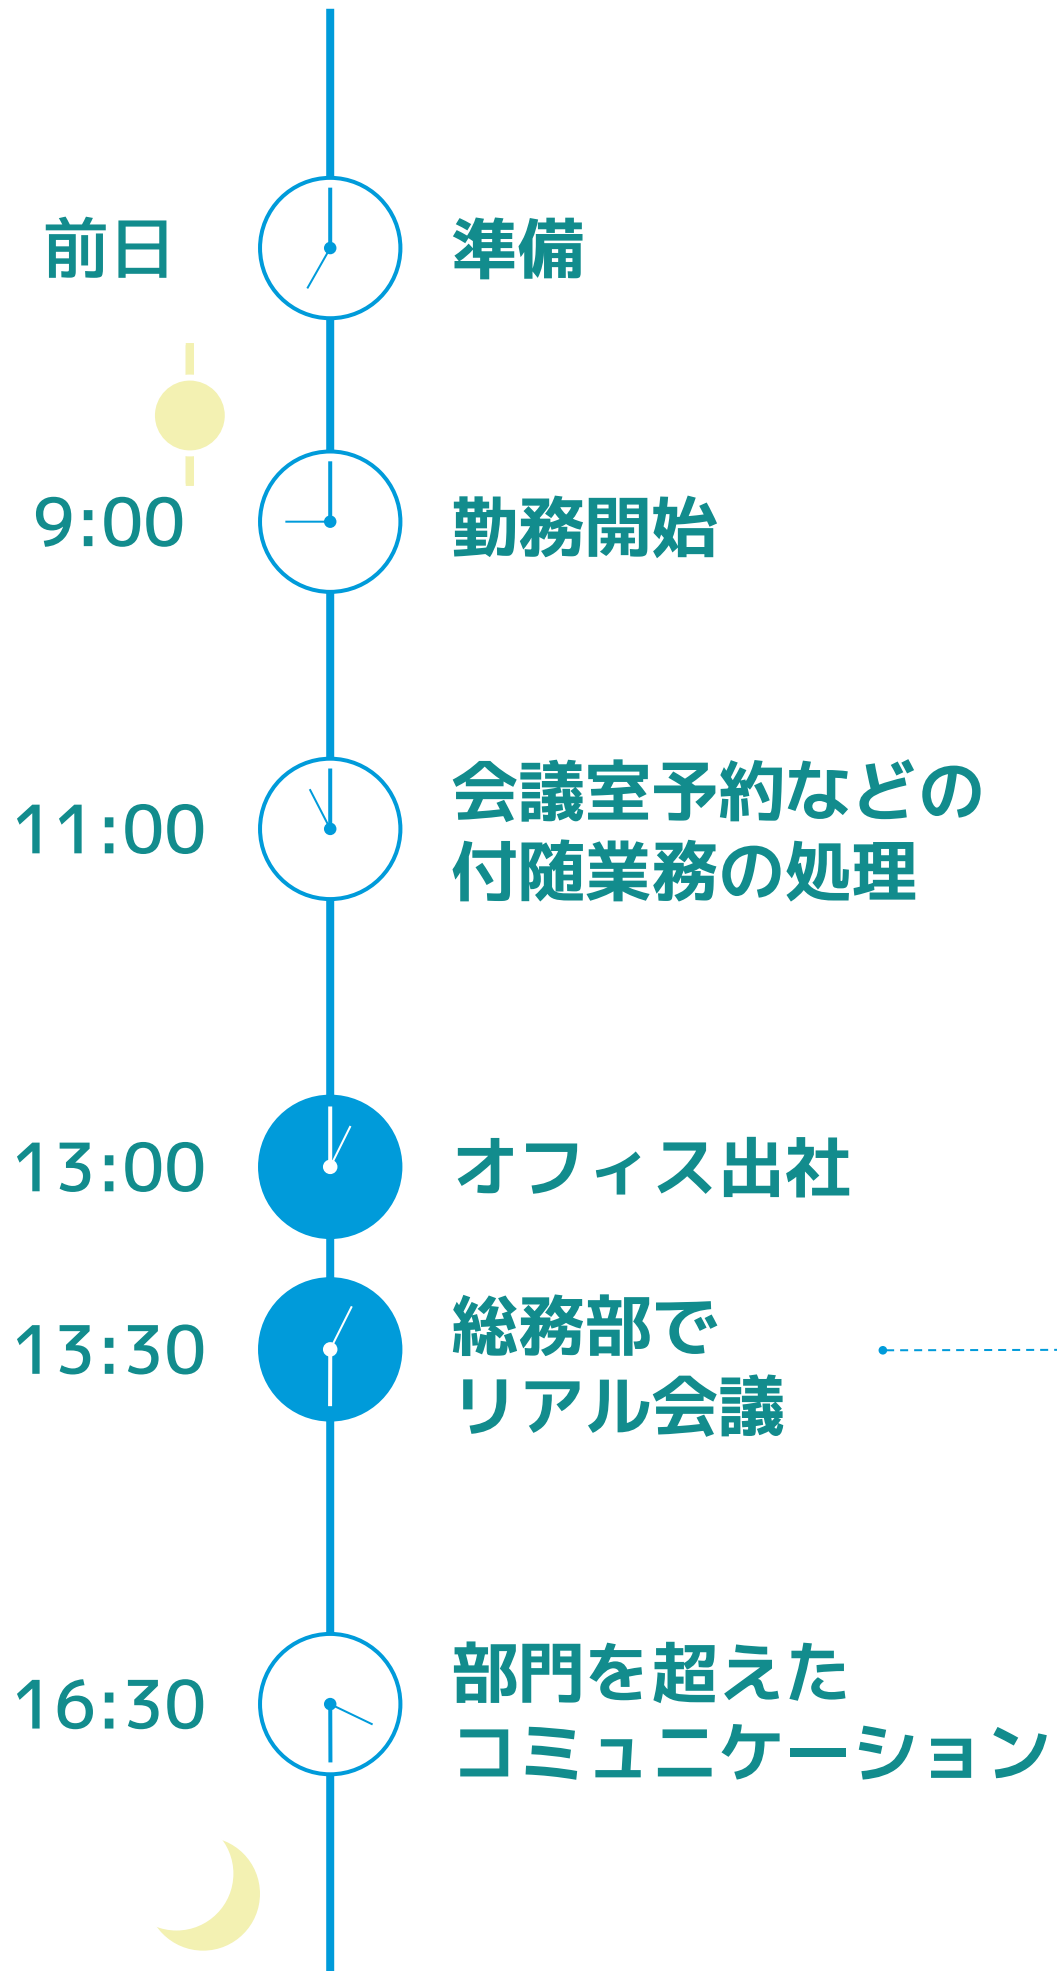 前日 準備
9:00 勤務開始
11:00 会議室予約などの
付随業務の処理
13:00 オフィス出社
13:30 総務部で
リアル会議
16:30 部門を超えた
コミュニケーション